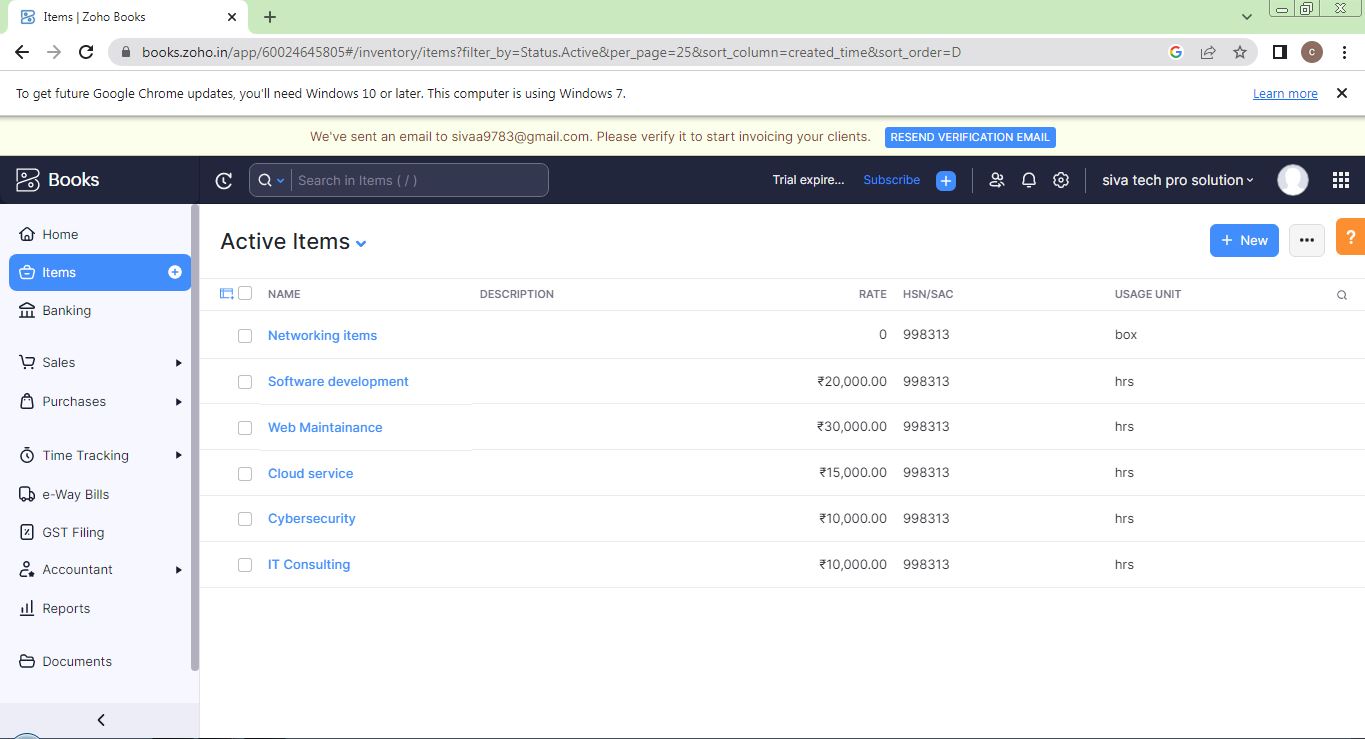 Items | Zoho Books
books.zoho.in/app/60024645805#/inventory/items?filter_by=Status.Active&per_page=25&sort_column=created_time&sort_order=D
C
To get future Google Chrome updates, you'll need Windows 10 or later. This computer is using Windows 7.
Learn more
We've sent an email to sivaa9783@gmail.com. Please verify it to start invoicing your clients. RESEND VERIFICATION EMAIL
Books
Search in Items ( / )
Trial expire... Subscribe
siva tech pro solution
Home
Items
Banking
Sales
Purchases
Time Tracking
e-Way Bills
GST Filing
Accountant
Reports
Documents
Active Items
+ New
?
NAME DESCRIPTION RATE HSN/SAC USAGE UNIT
Networking items 0 998313 box
Software development ₹20,000.00 998313 hrs
Web Maintainance ₹30,000.00 998313 hrs
Cloud service ₹15,000.00 998313 hrs
Cybersecurity ₹10,000.00 998313 hrs
IT Consulting ₹10,000.00 998313 hrs